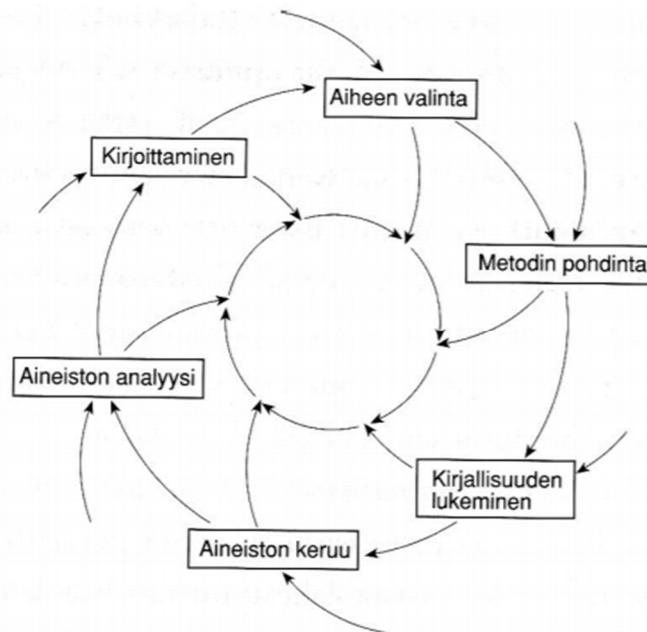 Aiheen valinta
Kirjoittaminen
Metodin pohdinta
Aineiston analyysi
Kirjallisuuden
lukeminen
Aineiston keruu